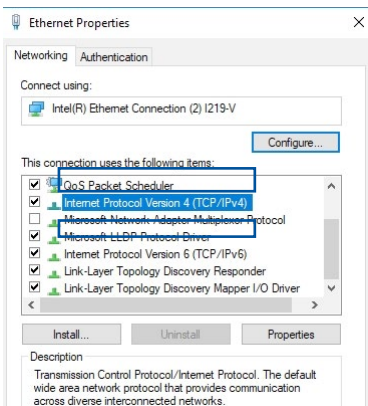 Ethernet Properties
Networking Authentication
Connect using:
Intel(R) Ethernet Connection (2) I219-V
Configure...
This connection uses the following items:
QoS Packet Scheduler
Internet Protocol Version 4 (TCP/IPv4)
Microsoft Network Adapter Multiplexor Protocol
Microsoft LLDP Protocol Driver
Internet Protocol Version 6 (TCP/IPv6)
Link-Layer Topology Discovery Responder
Link-Layer Topology Discovery Mapper I/O Driver
Install... Uninstall Properties
Description
Transmission Control Protocol/Internet Protocol. The default
wide area network protocol that provides communication
across diverse interconnected networks.